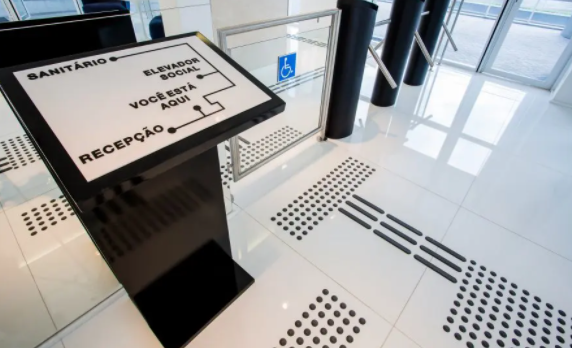 SANITÁRIO
ELEVADOR
SOCIAL
VOCÊ ESTÁ
AQUI
RECEPÇÃO